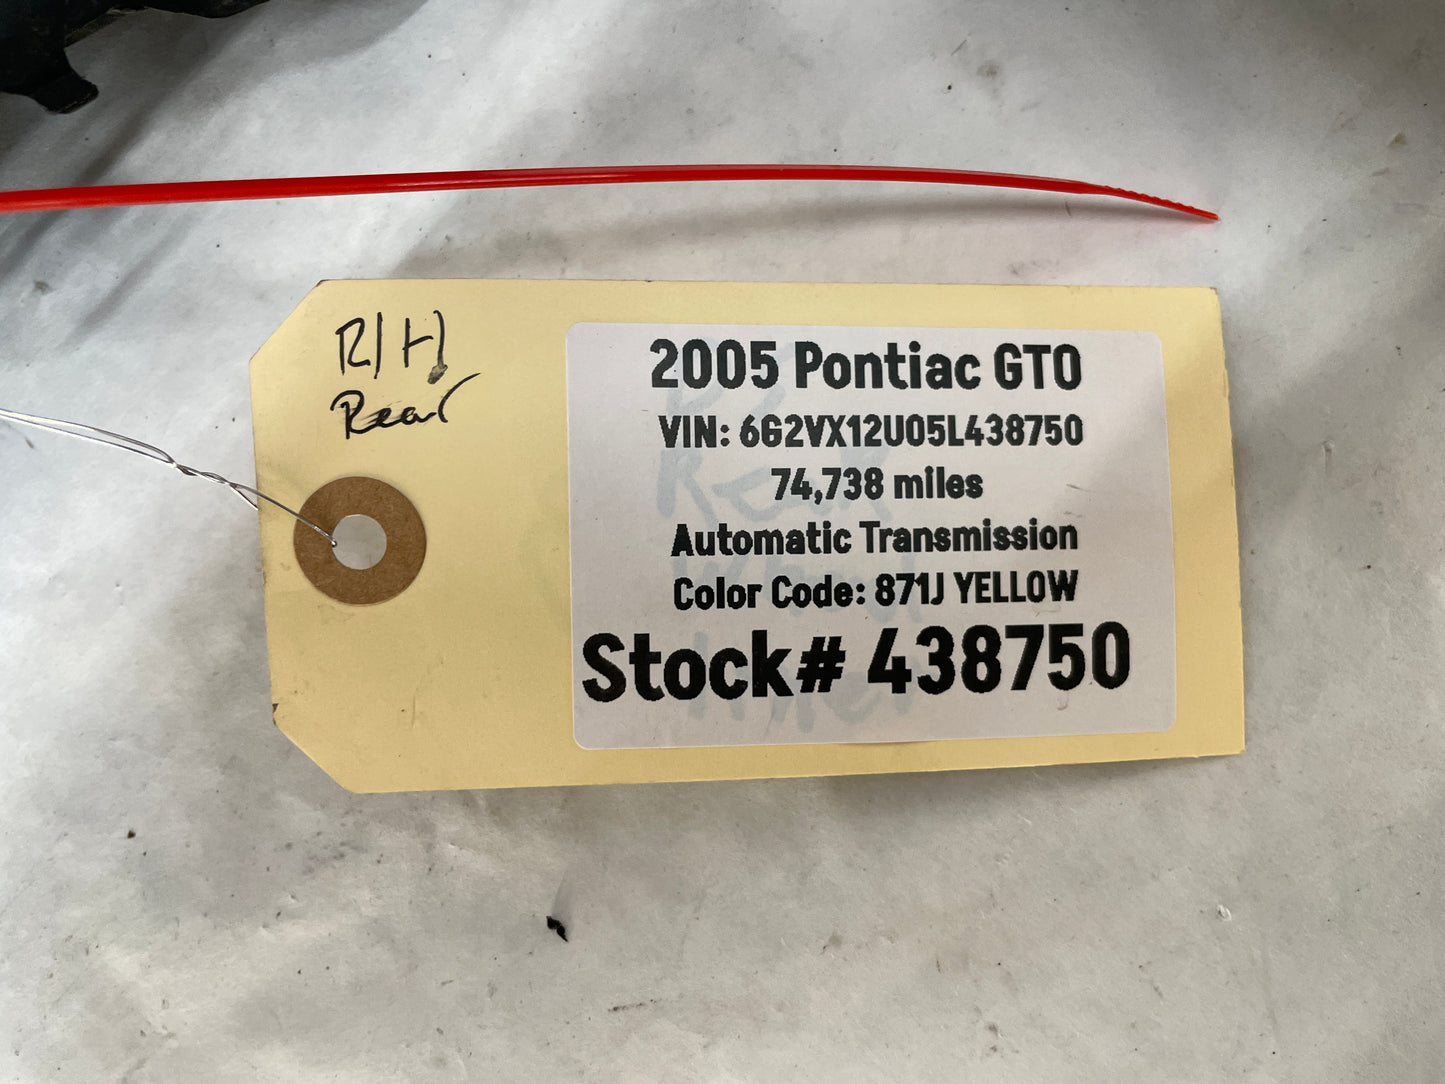 R/H
Rear
2005 Pontiac GTO
VIN: 6G2VX12U05L438750
74,738 miles
Automatic Transmission
Color Code: 871J YELLOW
Stock# 438750